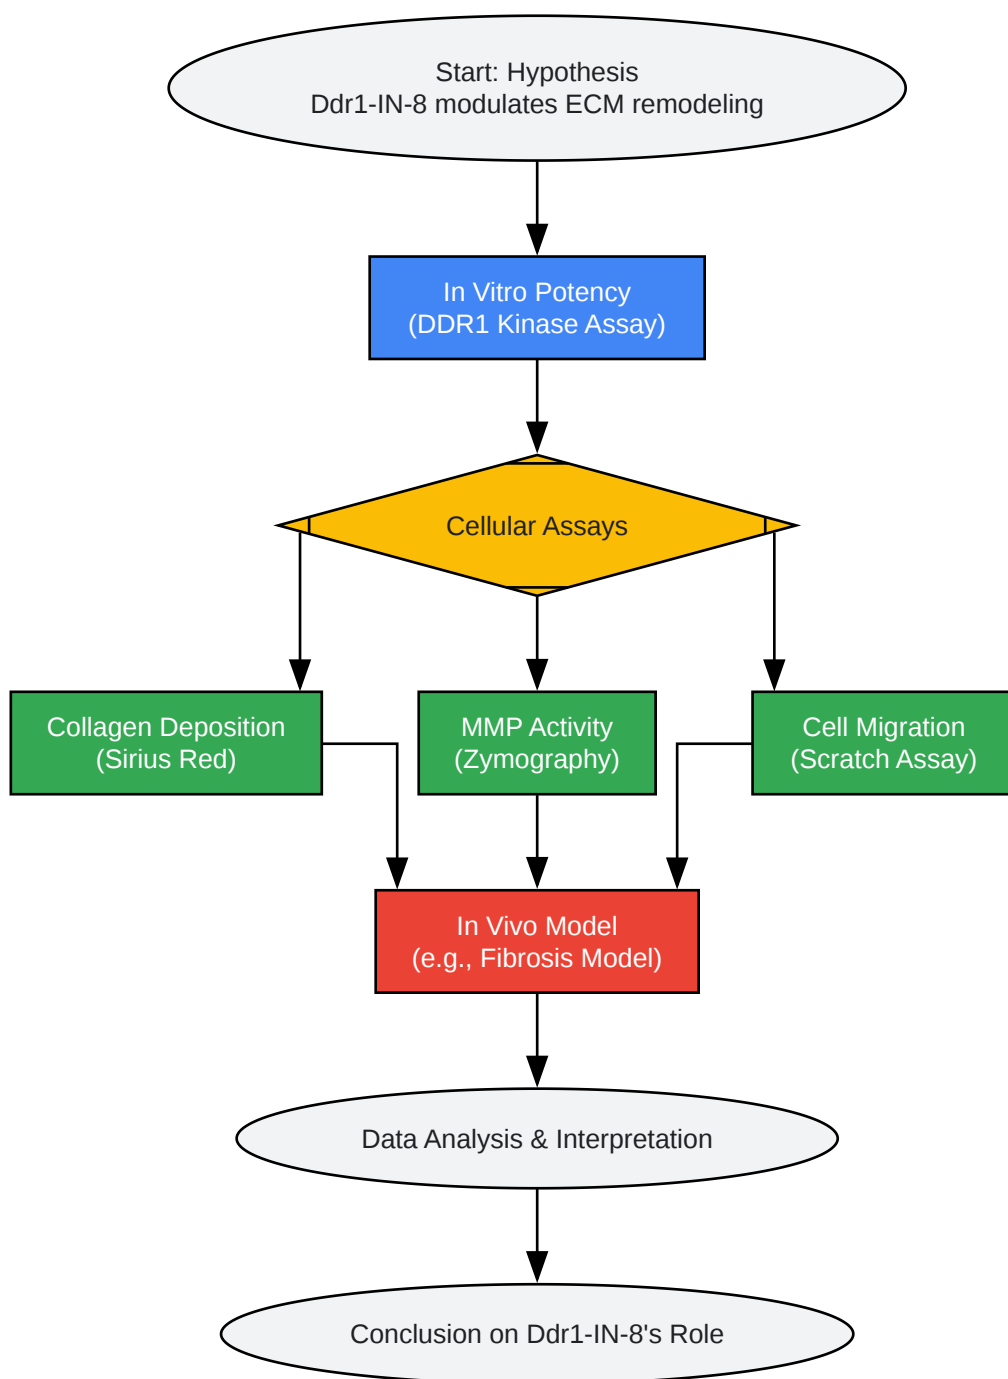 Start: Hypothesis
Ddr1-IN-8 modulates ECM remodeling
In Vitro Potency
(DDR1 Kinase Assay)
Cellular Assays
Collagen Deposition
(Sirius Red)
MMP Activity
(Zymography)
Cell Migration
(Scratch Assay)
In Vivo Model
(e.g., Fibrosis Model)
Data Analysis & Interpretation
Conclusion on Ddr1-IN-8's Role